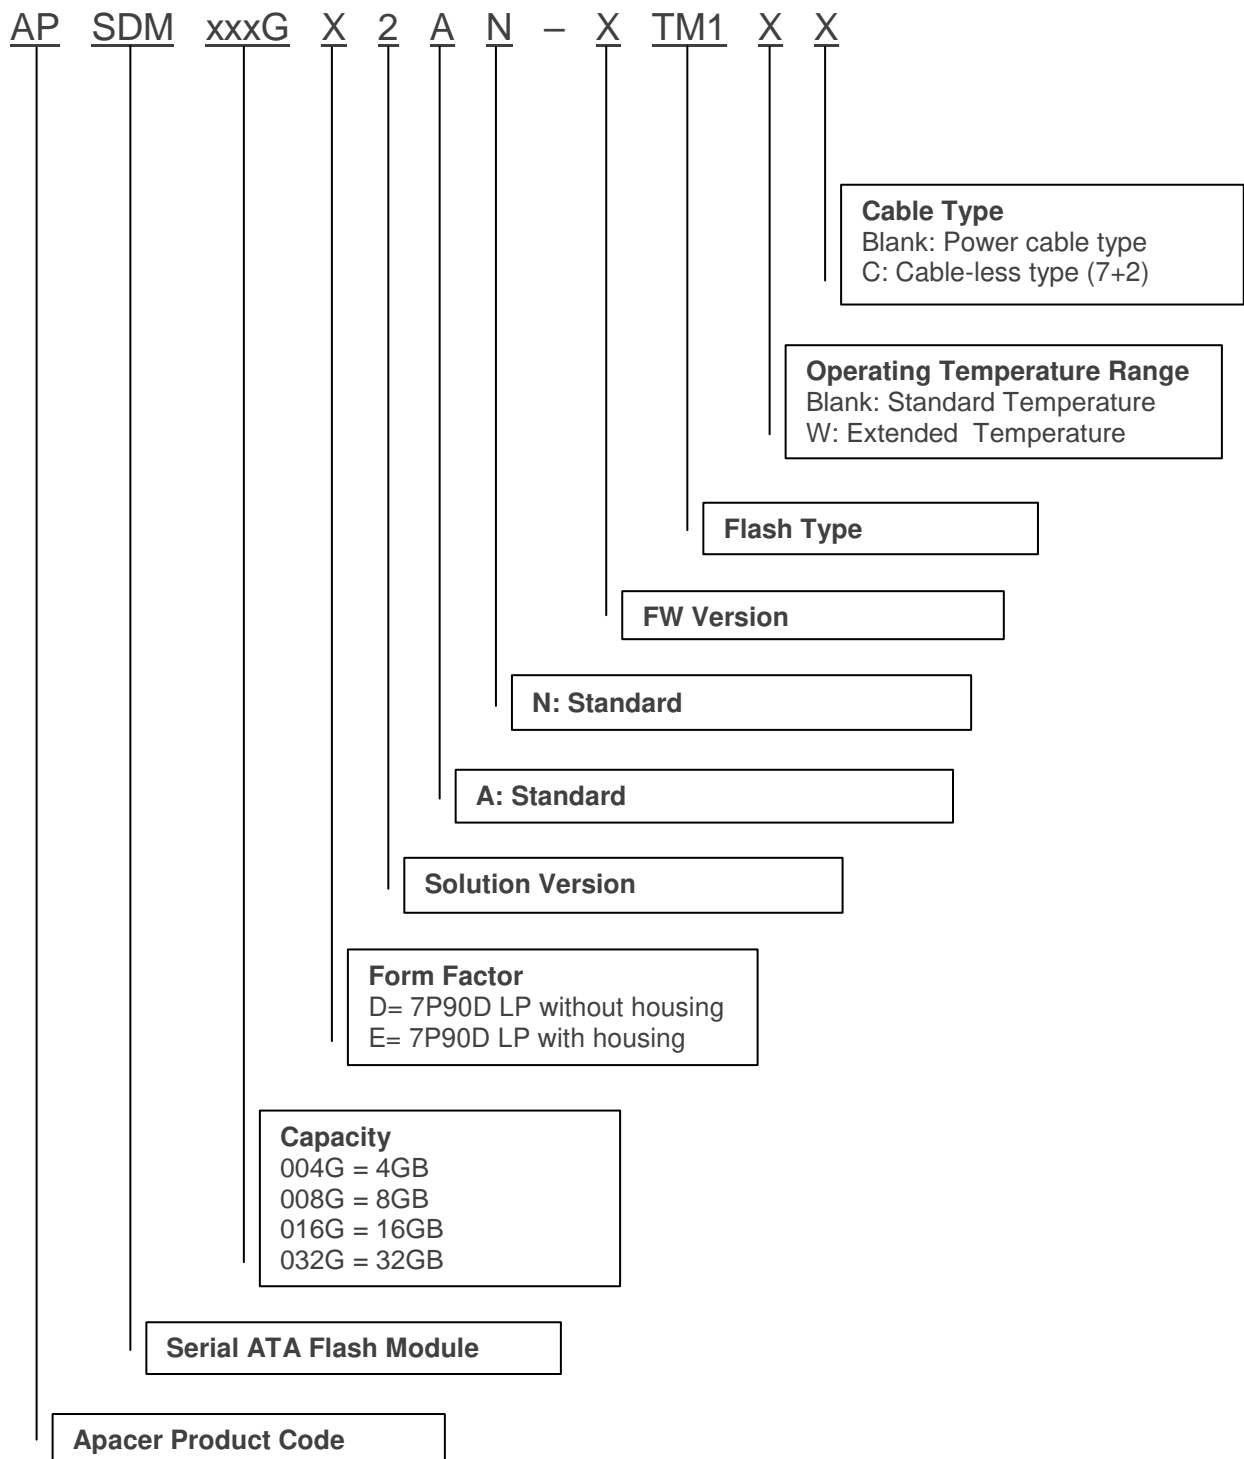 AP SDM xxxG X 2 A N – X TM1 X X
Cable Type
Blank: Power cable type
C: Cable-less type (7+2)
Operating Temperature Range
Blank: Standard Temperature
W: Extended Temperature
Flash Type
FW Version
N: Standard
A: Standard
Solution Version
Form Factor
D= 7P90D LP without housing
E= 7P90D LP with housing
Capacity
004G = 4GB
008G = 8GB
016G = 16GB
032G = 32GB
Serial ATA Flash Module
Apacer Product Code